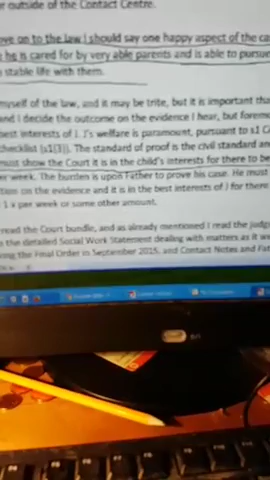 r outside of the Contact Centre.
ove on to the law I should say one happy aspect of the ca
he is cared for by very able parents and is able to pursue
stable life with them.
myself of the law, and it may be trite, but it is important tha
and I decide the outcome on the evidence I hear, but forem
best interests of J. J's welfare is paramount, pursuant to s1 C
checklist (s1(3)). The standard of proof is the civil standard an
must show the Court it is in the child's interests for there to be
er week. The burden is upon Father to prove his case. He must
tion on the evidence and it is in the best interests of J for there
1 x per week or some other amount.
the Court bundle, and as already mentioned I read the judg
the detailed Social Work Statement dealing with matters as it we
ng the Final Order in September 2015, and Contact Notes and Fat